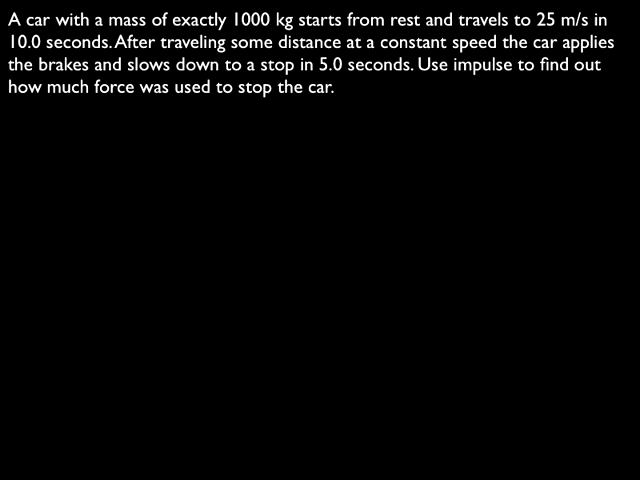 A car with a mass of exactly 1000 kg starts from rest and travels to 25 m/s in
10.0 seconds. After traveling some distance at a constant speed the car applies
the brakes and slows down to a stop in 5.0 seconds. Use impulse to find out
how much force was used to stop the car.